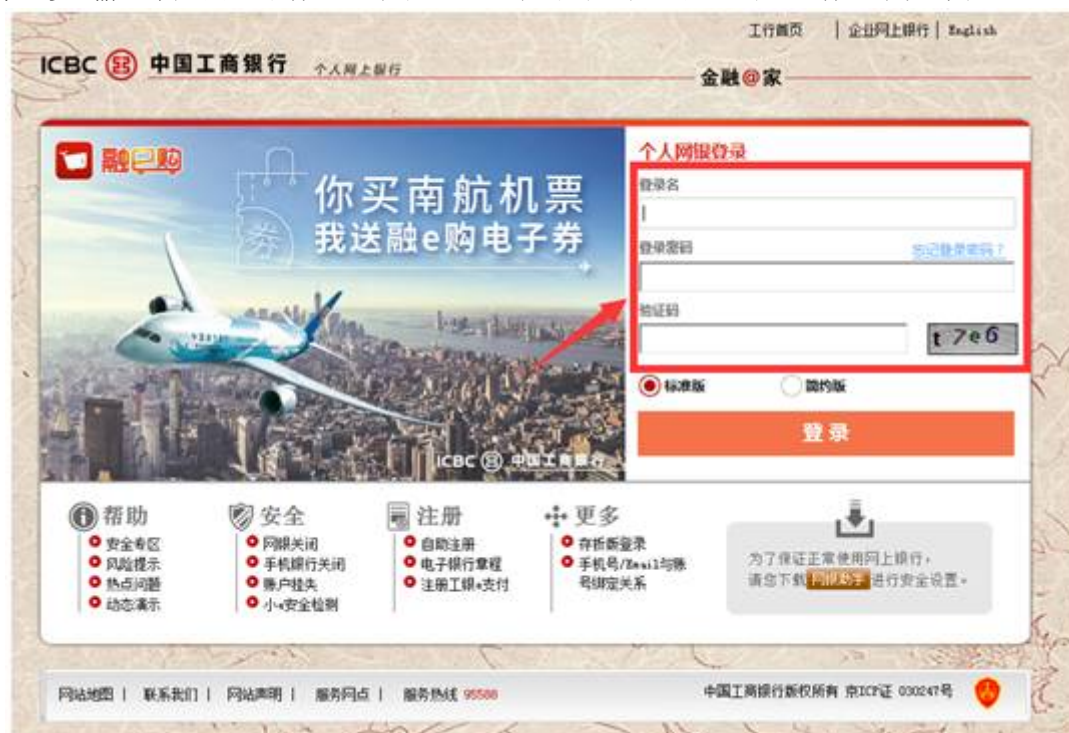 工行首页 | 企业网上银行 | English
ICBC 中国工商银行 个人网上银行
金融@家
融e购
你买南航机票
我送融e购电子券
券
ICBC 中国工商银行
个人网银登录
登录名
登录密码 忘记登录密码?
验证码
t7e6
标准版 简约版
登录
帮助
安全专区
风险提示
热点问题
动态演示
安全
网银关闭
手机银行关闭
账户挂失
小e安全检测
注册
自助注册
电子银行章程
注册工银e支付
更多
存折版登录
手机号/Email与账
号绑定关系
为了保证正常使用网上银行,
请您下载 网银助手 进行安全设置。
网站地图 | 联系我们 | 网站声明 | 服务网点 | 服务热线 95588
中国工商银行版权所有 京ICP证 030247号